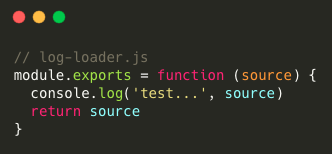 // log-loader.js
module.exports = function (source) {
  console.log('test...', source)
  return source
}